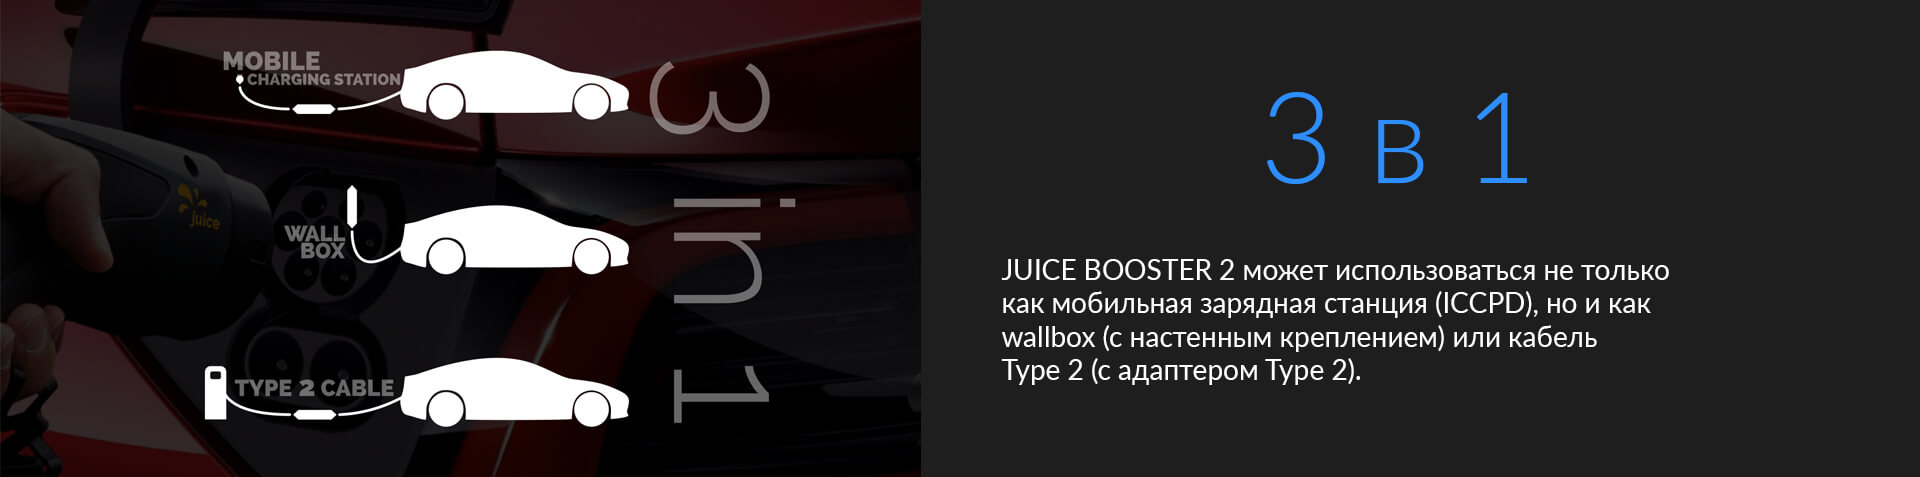 MOBILE
CHARGING STATION
juice
WALL
BOX
TYPE 2 CABLE
3 in 1
3 в 1
JUICE BOOSTER 2 может использоваться не только
как мобильная зарядная станция (ICCPD), но и как
wallbox (с настенным креплением) или кабель
Type 2 (с адаптером Type 2).